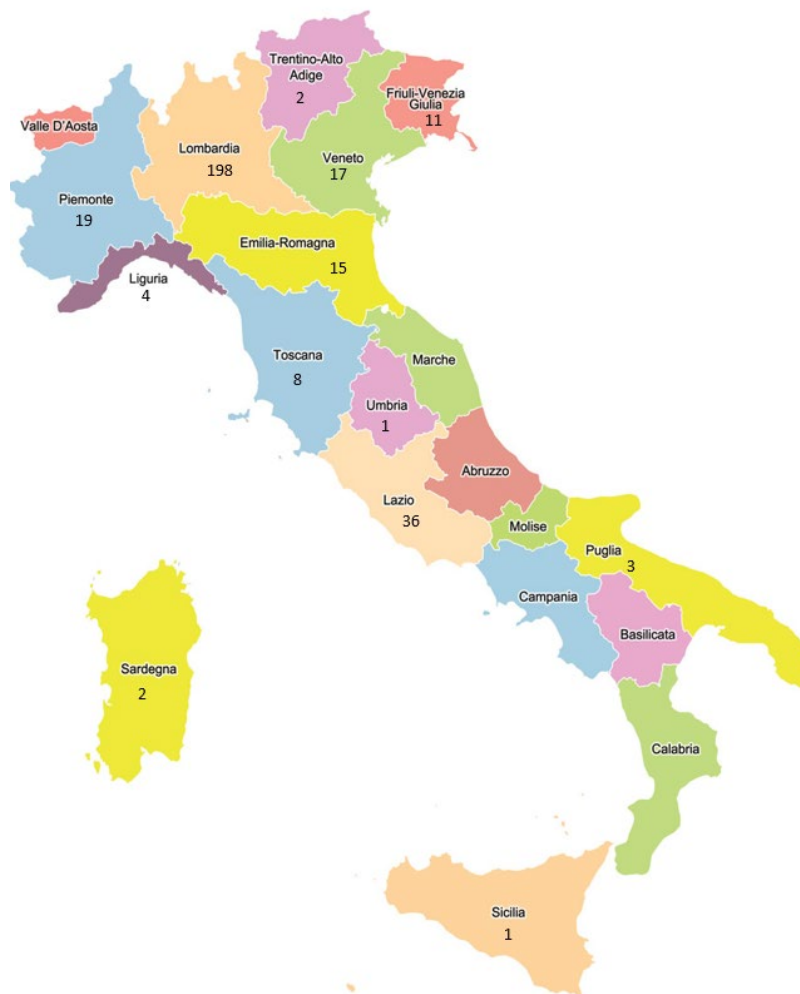 Trentino-Alto
Adige
2
Friuli-Venezia
Giulia
11
Valle D'Aosta
Lombardia
198
Veneto
17
Piemonte
19
Emilia-Romagna
15
Liguria
4
Toscana
8
Marche
Umbria
1
Abruzzo
Lazio
36
Molise
Puglia
3
Campania
Basilicata
Sardegna
2
Calabria
Sicilia
1